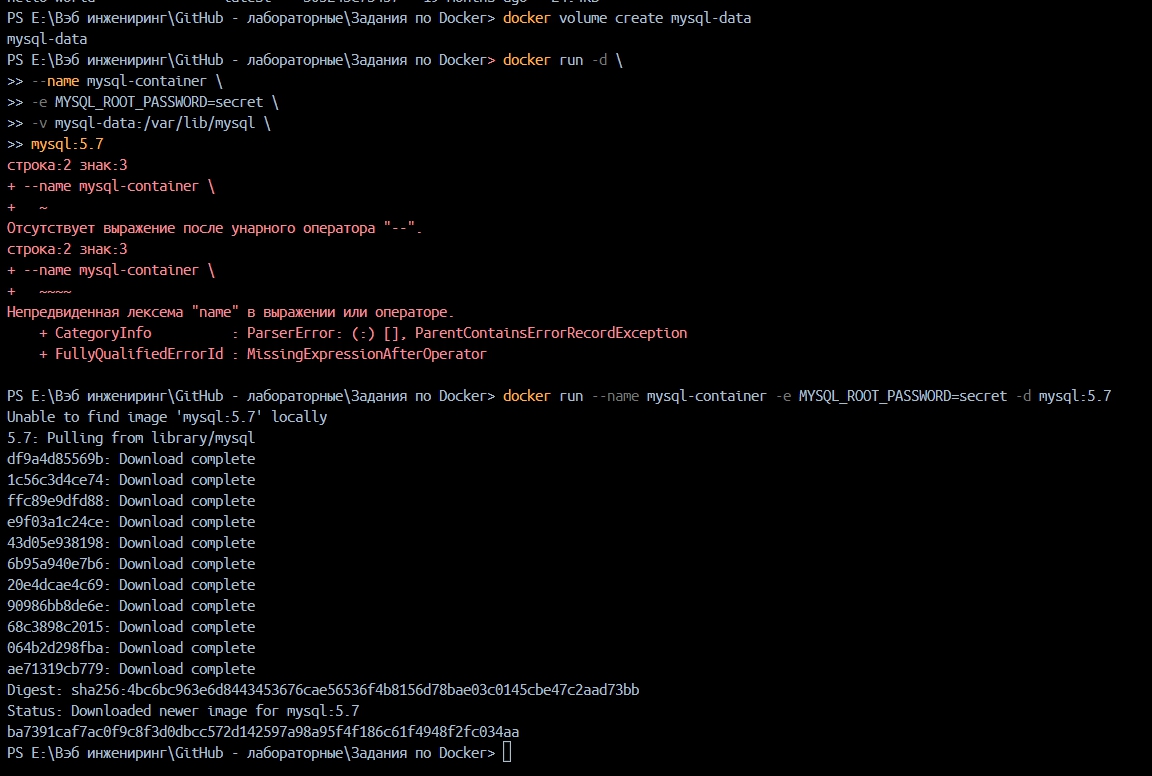 PS E:\Вэб инжениринг\GitHub - лабораторные\Задания по Docker> docker volume create mysql-data
mysql-data
PS E:\Вэб инжениринг\GitHub - лабораторные\Задания по Docker> docker run -d \
>> --name mysql-container \
>> -e MYSQL_ROOT_PASSWORD=secret \
>> -v mysql-data:/var/lib/mysql \
>> mysql:5.7
строка:2 знак:3
+ --name mysql-container \
+   ~
Отсутствует выражение после унарного оператора "--".
строка:2 знак:3
+ --name mysql-container \
+   ~~~~
Непредвиденная лексема "name" в выражении или операторе.
    + CategoryInfo          : ParserError: (:) [], ParentContainsErrorRecordException
    + FullyQualifiedErrorId : MissingExpressionAfterOperator

PS E:\Вэб инжениринг\GitHub - лабораторные\Задания по Docker> docker run --name mysql-container -e MYSQL_ROOT_PASSWORD=secret -d mysql:5.7
Unable to find image 'mysql:5.7' locally
5.7: Pulling from library/mysql
df9a4d85569b: Download complete
1c56c3d4ce74: Download complete
ffc89e9dfd88: Download complete
e9f03a1c24ce: Download complete
43d05e938198: Download complete
6b95a940e7b6: Download complete
20e4dcae4c69: Download complete
90986bb8de6e: Download complete
68c3898c2015: Download complete
064b2d298fba: Download complete
ae71319cb779: Download complete
Digest: sha256:4bc6bc963e6d8443453676cae56536f4b8156d78bae03c0145cbe47c2aad73bb
Status: Downloaded newer image for mysql:5.7
ba7391caf7ac0f9c8f3d0dbcc572d142597a98a95f4f186c61f4948f2fc034aa
PS E:\Вэб инжениринг\GitHub - лабораторные\Задания по Docker>